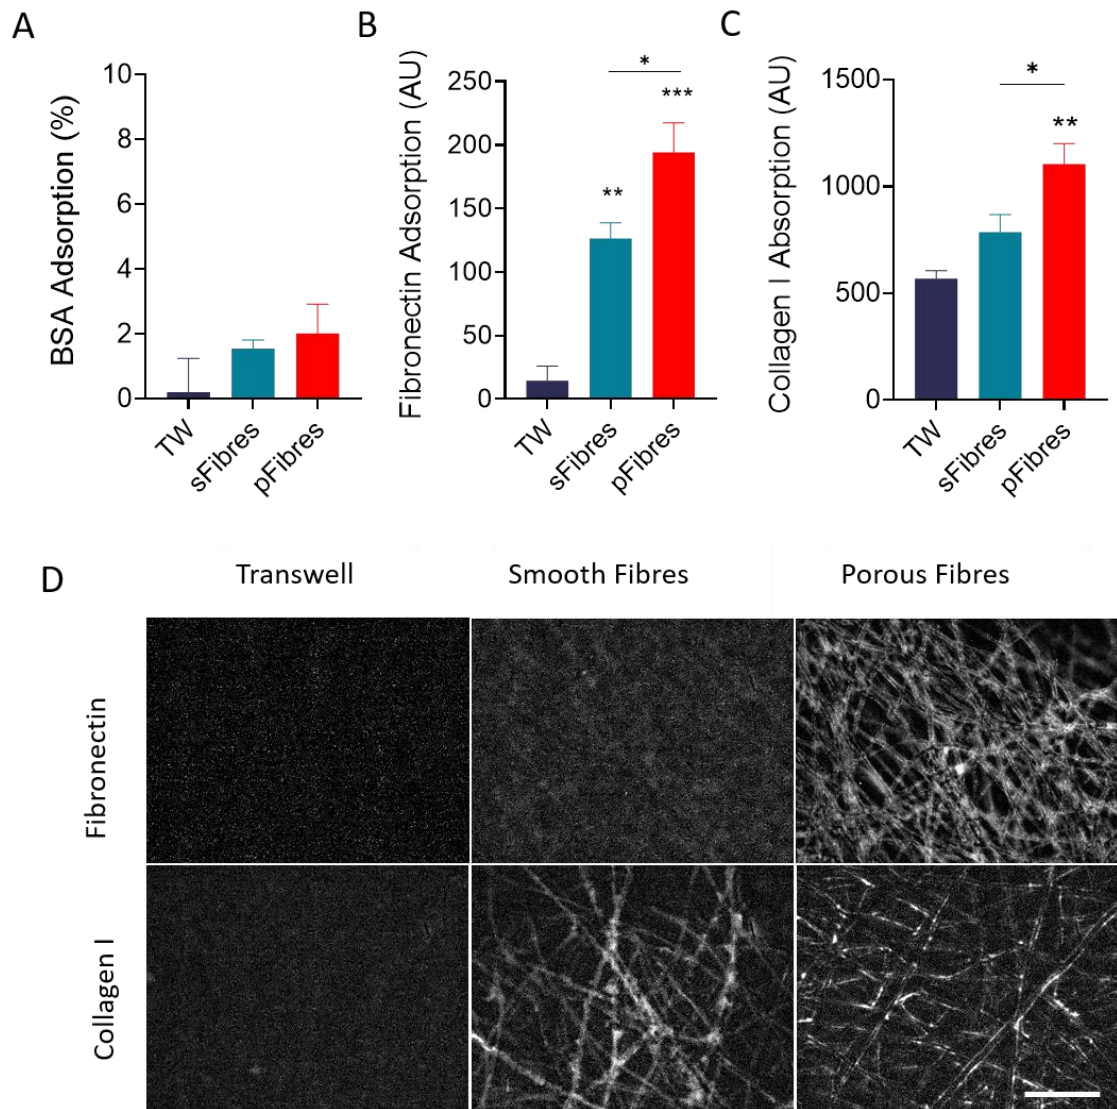 A
BSA Adsorption (%)
10
8
6
4
2
0
TW
sFibres
pFibres
B
Fibronectin Adsorption (AU)
250
200
150
100
50
0
*
***
**
TW
sFibres
pFibres
C
Collagen I Absorption (AU)
1500
1000
500
0
*
**
TW
sFibres
pFibres
D
Transwell
Smooth Fibres
Porous Fibres
Fibronectin
Collagen I